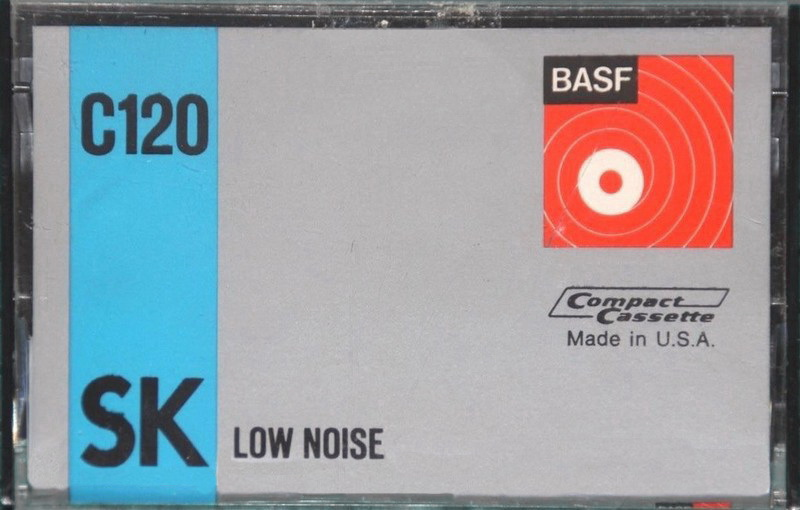 C120
BASF
Compact
Cassette
Made in U.S.A.
SK
LOW NOISE